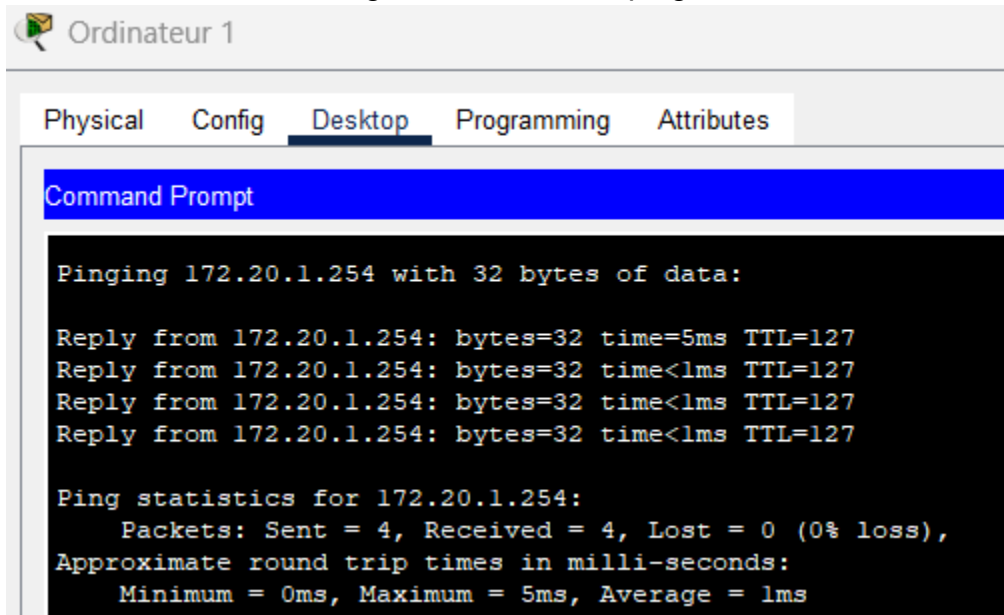 Ordinateur 1
Physical Config Desktop Programming Attributes
Command Prompt
Pinging 172.20.1.254 with 32 bytes of data:
Reply from 172.20.1.254: bytes=32 time=5ms TTL=127
Reply from 172.20.1.254: bytes=32 time<1ms TTL=127
Reply from 172.20.1.254: bytes=32 time<1ms TTL=127
Reply from 172.20.1.254: bytes=32 time<1ms TTL=127
Ping statistics for 172.20.1.254:
Packets: Sent = 4, Received = 4, Lost = 0 (0% loss),
Approximate round trip times in milli-seconds:
Minimum = 0ms, Maximum = 5ms, Average = 1ms